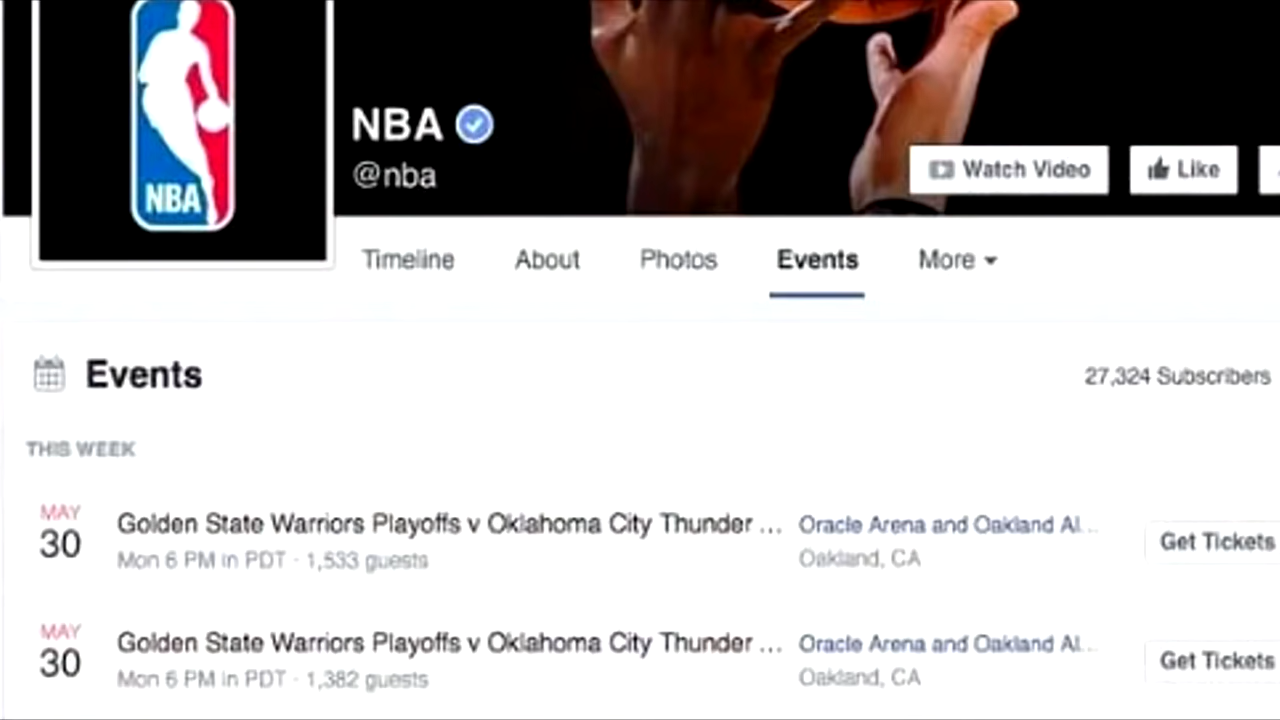 NBA
NBA
@nba
Watch Video
Like
Timeline
About
Photos
Events
More
Events
27,324 Subscribers
THIS WEEK
MAY
30
Golden State Warriors Playoffs v Oklahoma City Thunder ...
Mon 6 PM in PDT · 1,533 guests
Oracle Arena and Oakland Al...
Oakland, CA
Get Tickets
MAY
30
Golden State Warriors Playoffs v Oklahoma City Thunder ...
Mon 6 PM in PDT · 1,382 guests
Oracle Arena and Oakland Al...
Oakland, CA
Get Tickets